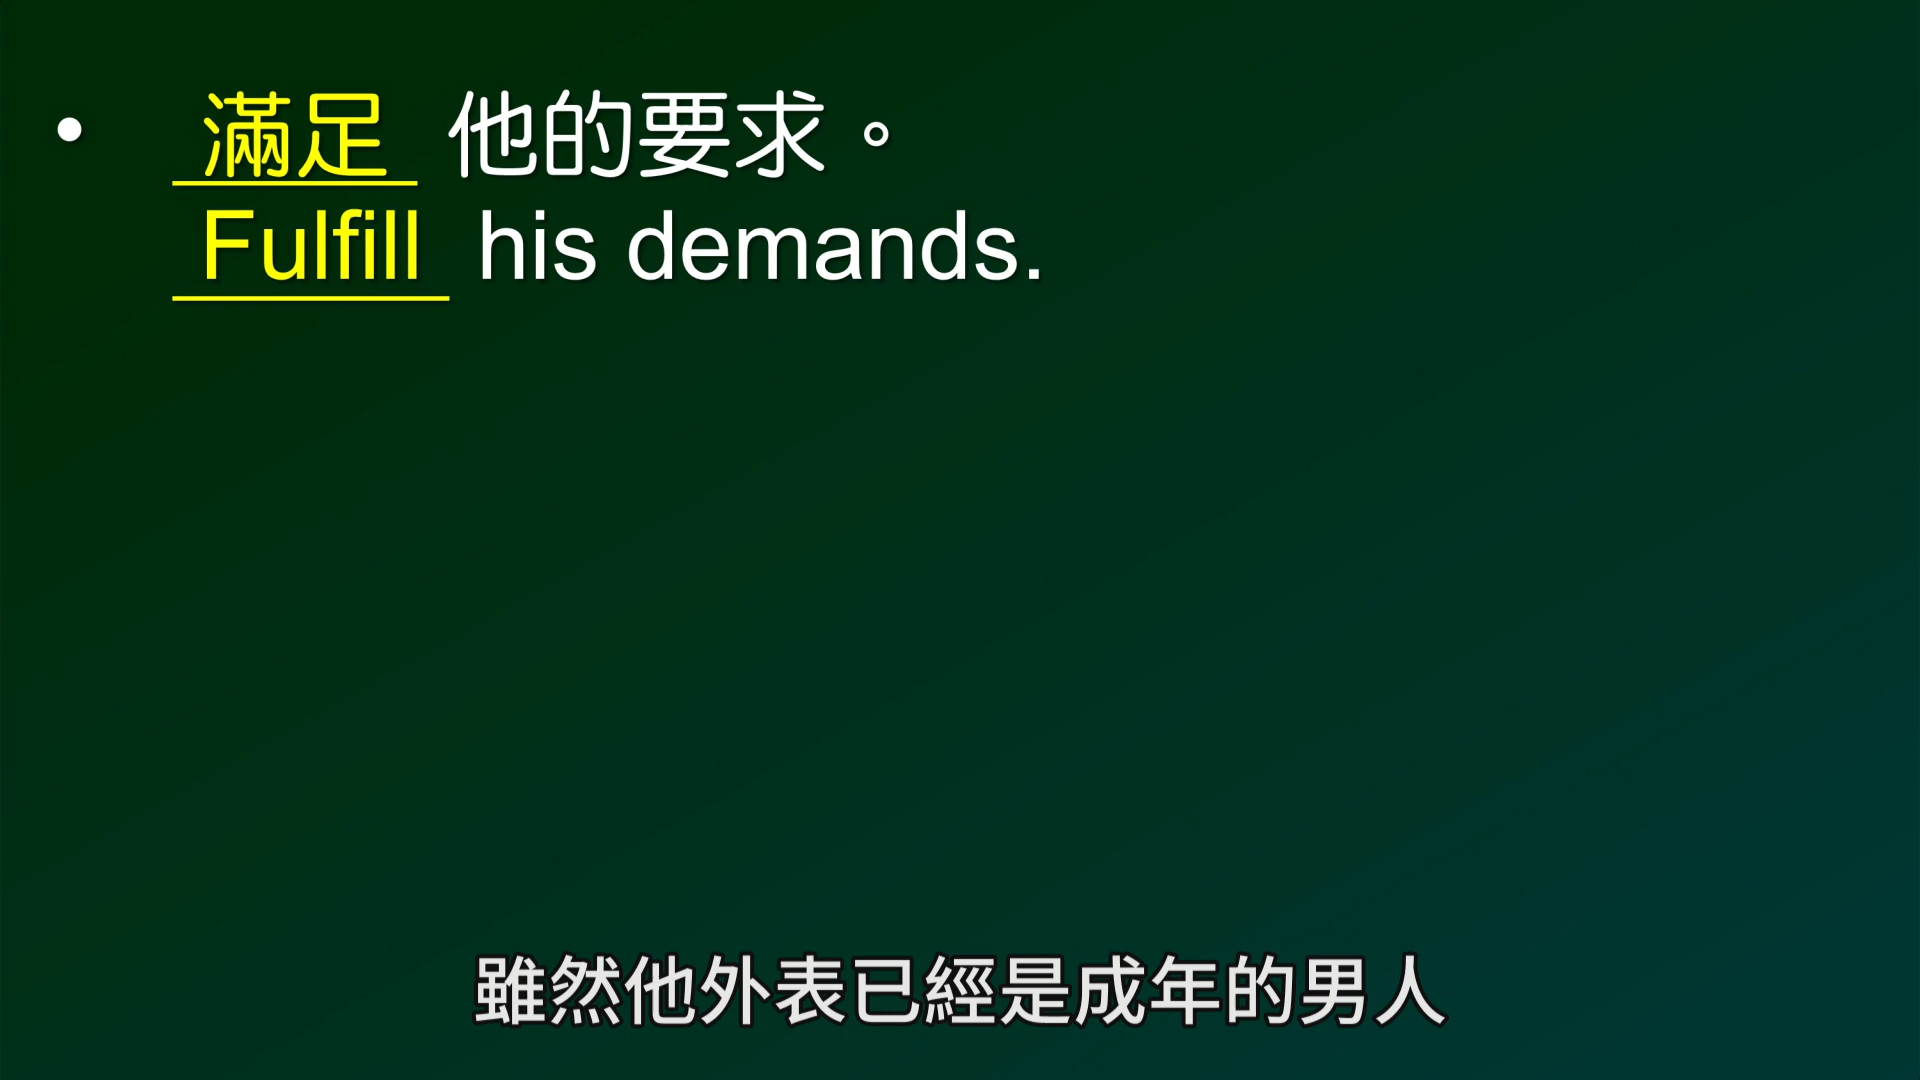 • 滿足 他的要求。
Fulfill his demands.
雖然他外表已經是成年的男人